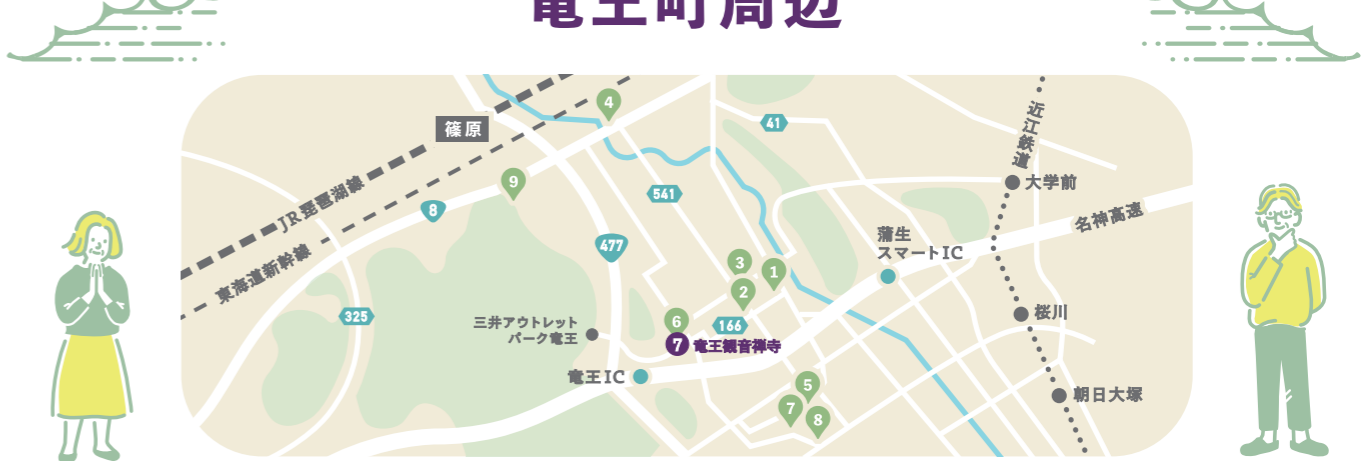 竜王町周辺
4
篠原
41
近江鉄道
大学前
9
JR琵琶湖線
8
541
名神高速
477
蒲生
スマートIC
東海道新幹線
3
1
2
325
三井アウトレット
パーク竜王
6
166
桜川
7 竜王観音禅寺
竜王IC
5
朝日大塚
7
8